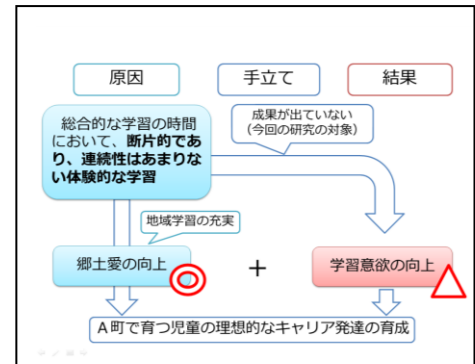 原因
手立て
結果
総合的な学習の時間
において、断片的であ
り、連続性はあまりな
い体験的な学習
成果が出ていない
(今回の研究の対象)
地域学習の充実
郷土愛の向上
+
学習意欲の向上
A町で育つ児童の理想的なキャリア発達の育成